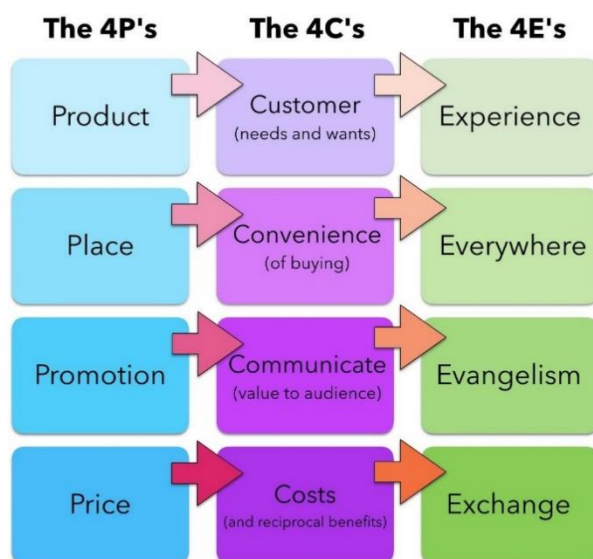 The 4P's The 4C's The 4E's
Product Customer Experience
(needs and wants)
Place Convenience Everywhere
(of buying)
Promotion Communicate Evangelism
(value to audience)
Price Costs Exchange
(and reciprocal benefits)